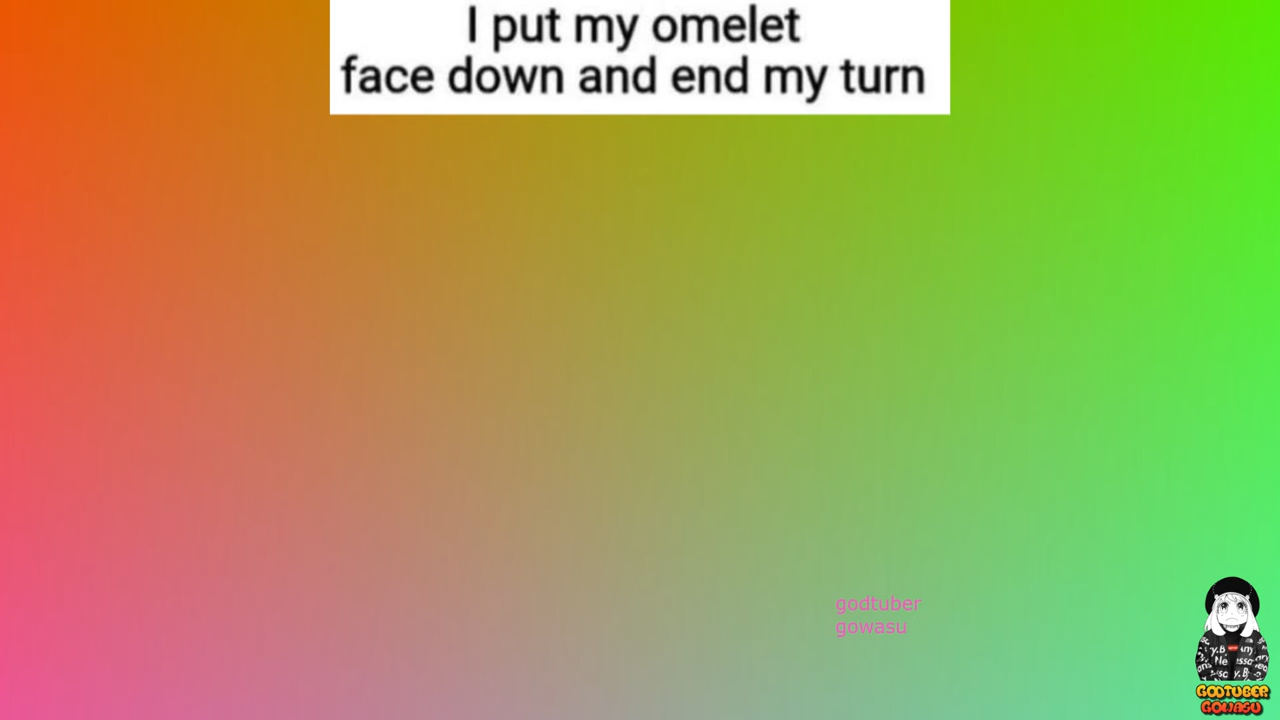 I put my omelet
face down and end my turn
godtuber
gowasu
GODTUBER
GOWASU